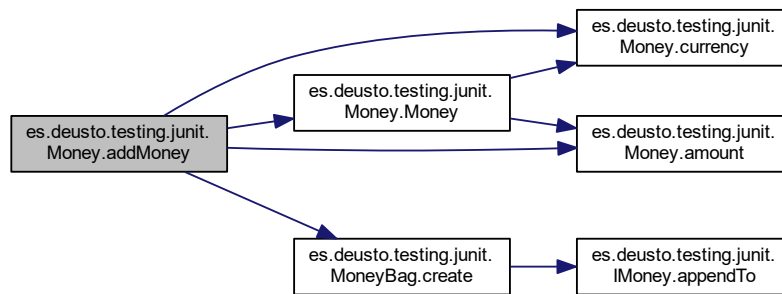 es.deusto.testing.junit.
Money.addMoney
es.deusto.testing.junit.
Money.Money
es.deusto.testing.junit.
MoneyBag.create
es.deusto.testing.junit.
Money.currency
es.deusto.testing.junit.
Money.amount
es.deusto.testing.junit.
IMoney.appendTo